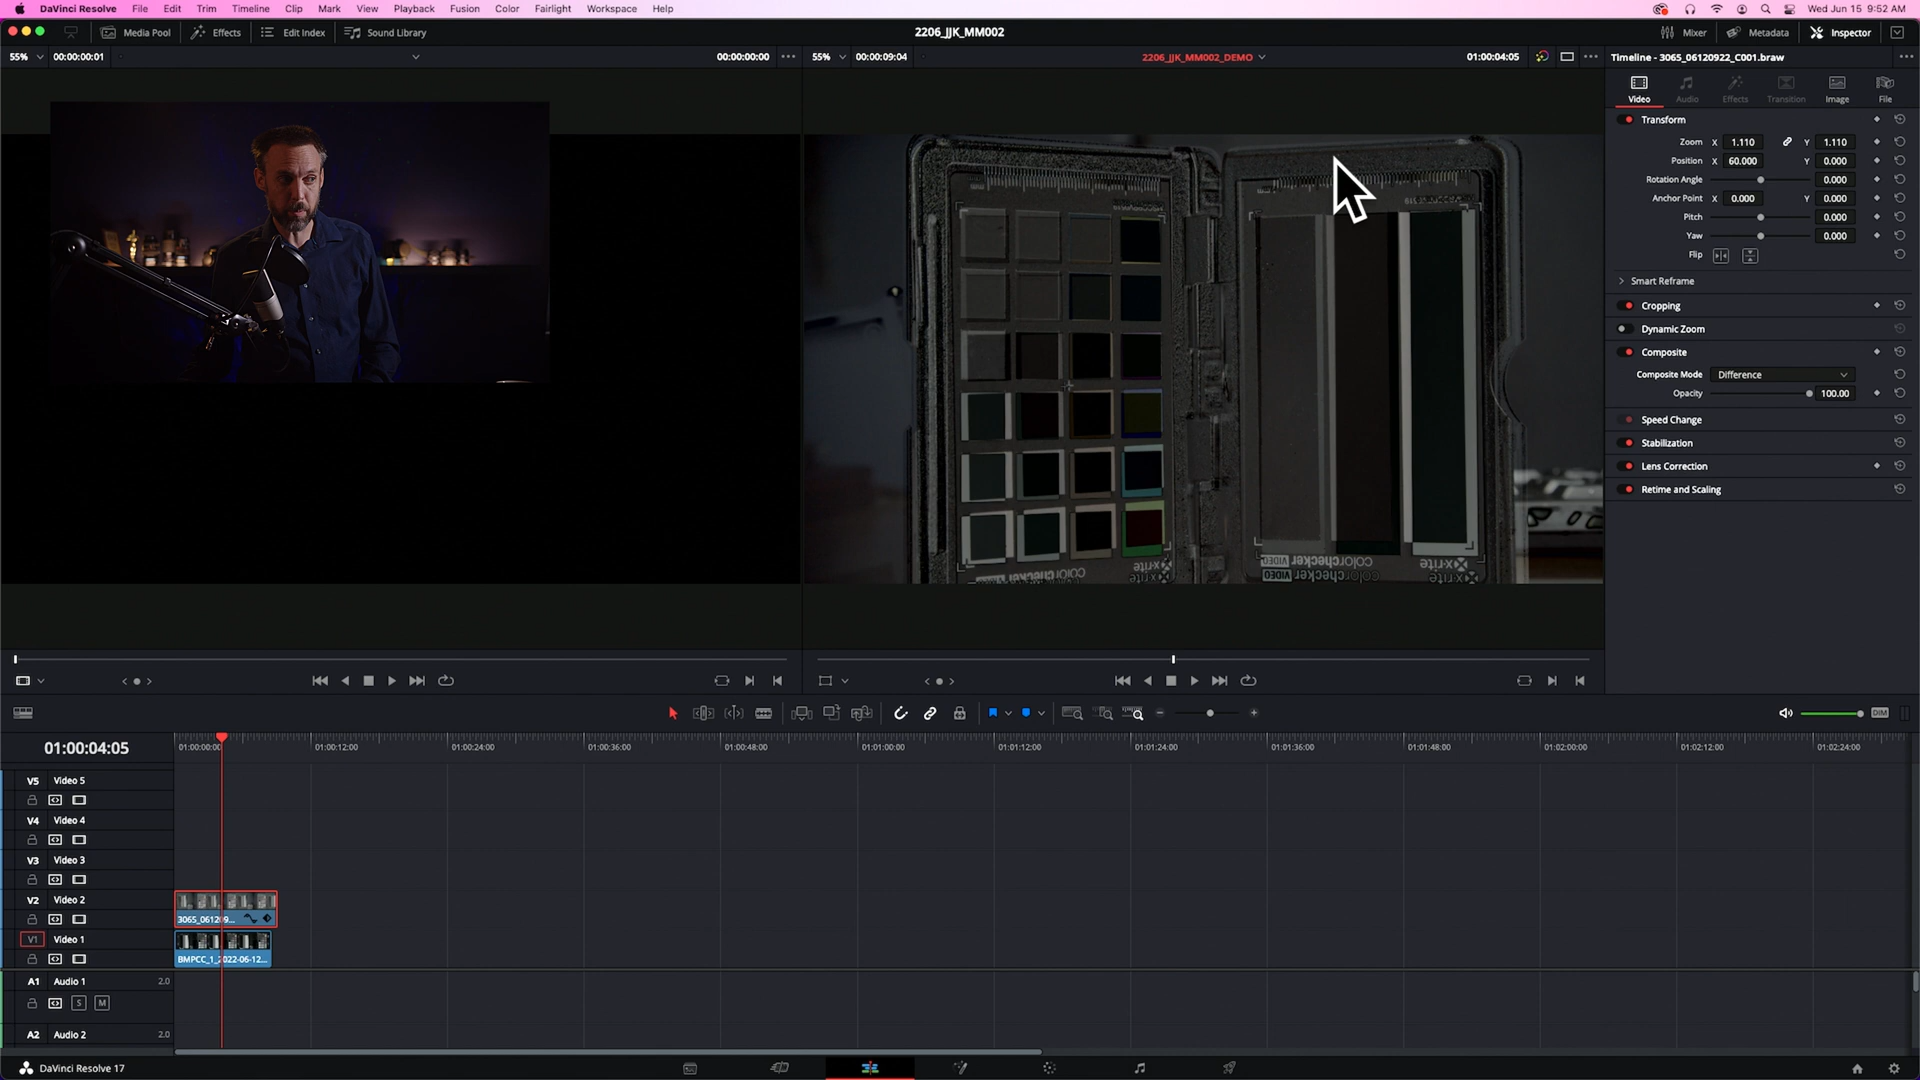 DaVinci Resolve File Edit Trim Timeline Clip Mark View Playback Fusion Color Fairlight Workspace Help Wed Jun 15 9:52 AM
Media Pool Effects Edit Index Sound Library 2206_JJK_MM002 Mixer Metadata Inspector
55% 00:00:00:01 00:00:00:00 55% 00:00:09:04 2206_JJK_MM002_DEMO 01:00:04:05 Timeline - 3065_06120922_C001.braw
Video Audio Effects Transition Image File
Transform
Zoom X 1.110 Y 1.110
Position X 60.000 Y 0.000
Rotation Angle 0.000
Anchor Point X 0.000 Y 0.000
Pitch 0.000
Yaw 0.000
Flip
Smart Reframe
Cropping
Dynamic Zoom
Composite
Composite Mode Difference
Opacity 100.00
Speed Change
Stabilization
Lens Correction
Retime and Scaling
colorchecker VIDEO x-rite
colorchecker x-rite
DIM
01:00:04:05 01:00:00:00 01:00:12:00 01:00:24:00 01:00:36:00 01:00:48:00 01:01:00:00 01:01:12:00 01:01:24:00 01:01:36:00 01:01:48:00 01:02:00:00 01:02:12:00 01:02:24:00
V5 Video 5
V4 Video 4
V3 Video 3
V2 Video 2
3065_061209...
V1 Video 1
BMPCC_1_2022-06-12...
A1 Audio 1 2.0
S M
A2 Audio 2 2.0
DaVinci Resolve 17